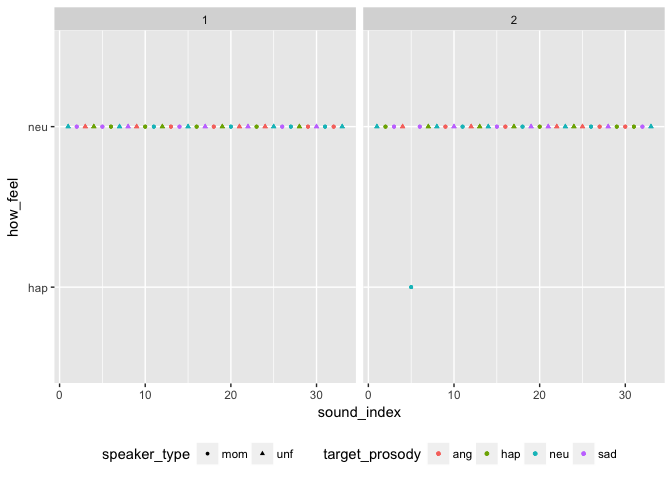 1 2
neu
how_feel
hap
0 10 20 30 0 10 20 30
sound_index
speaker_type mom unf target_prosody ang hap neu sad